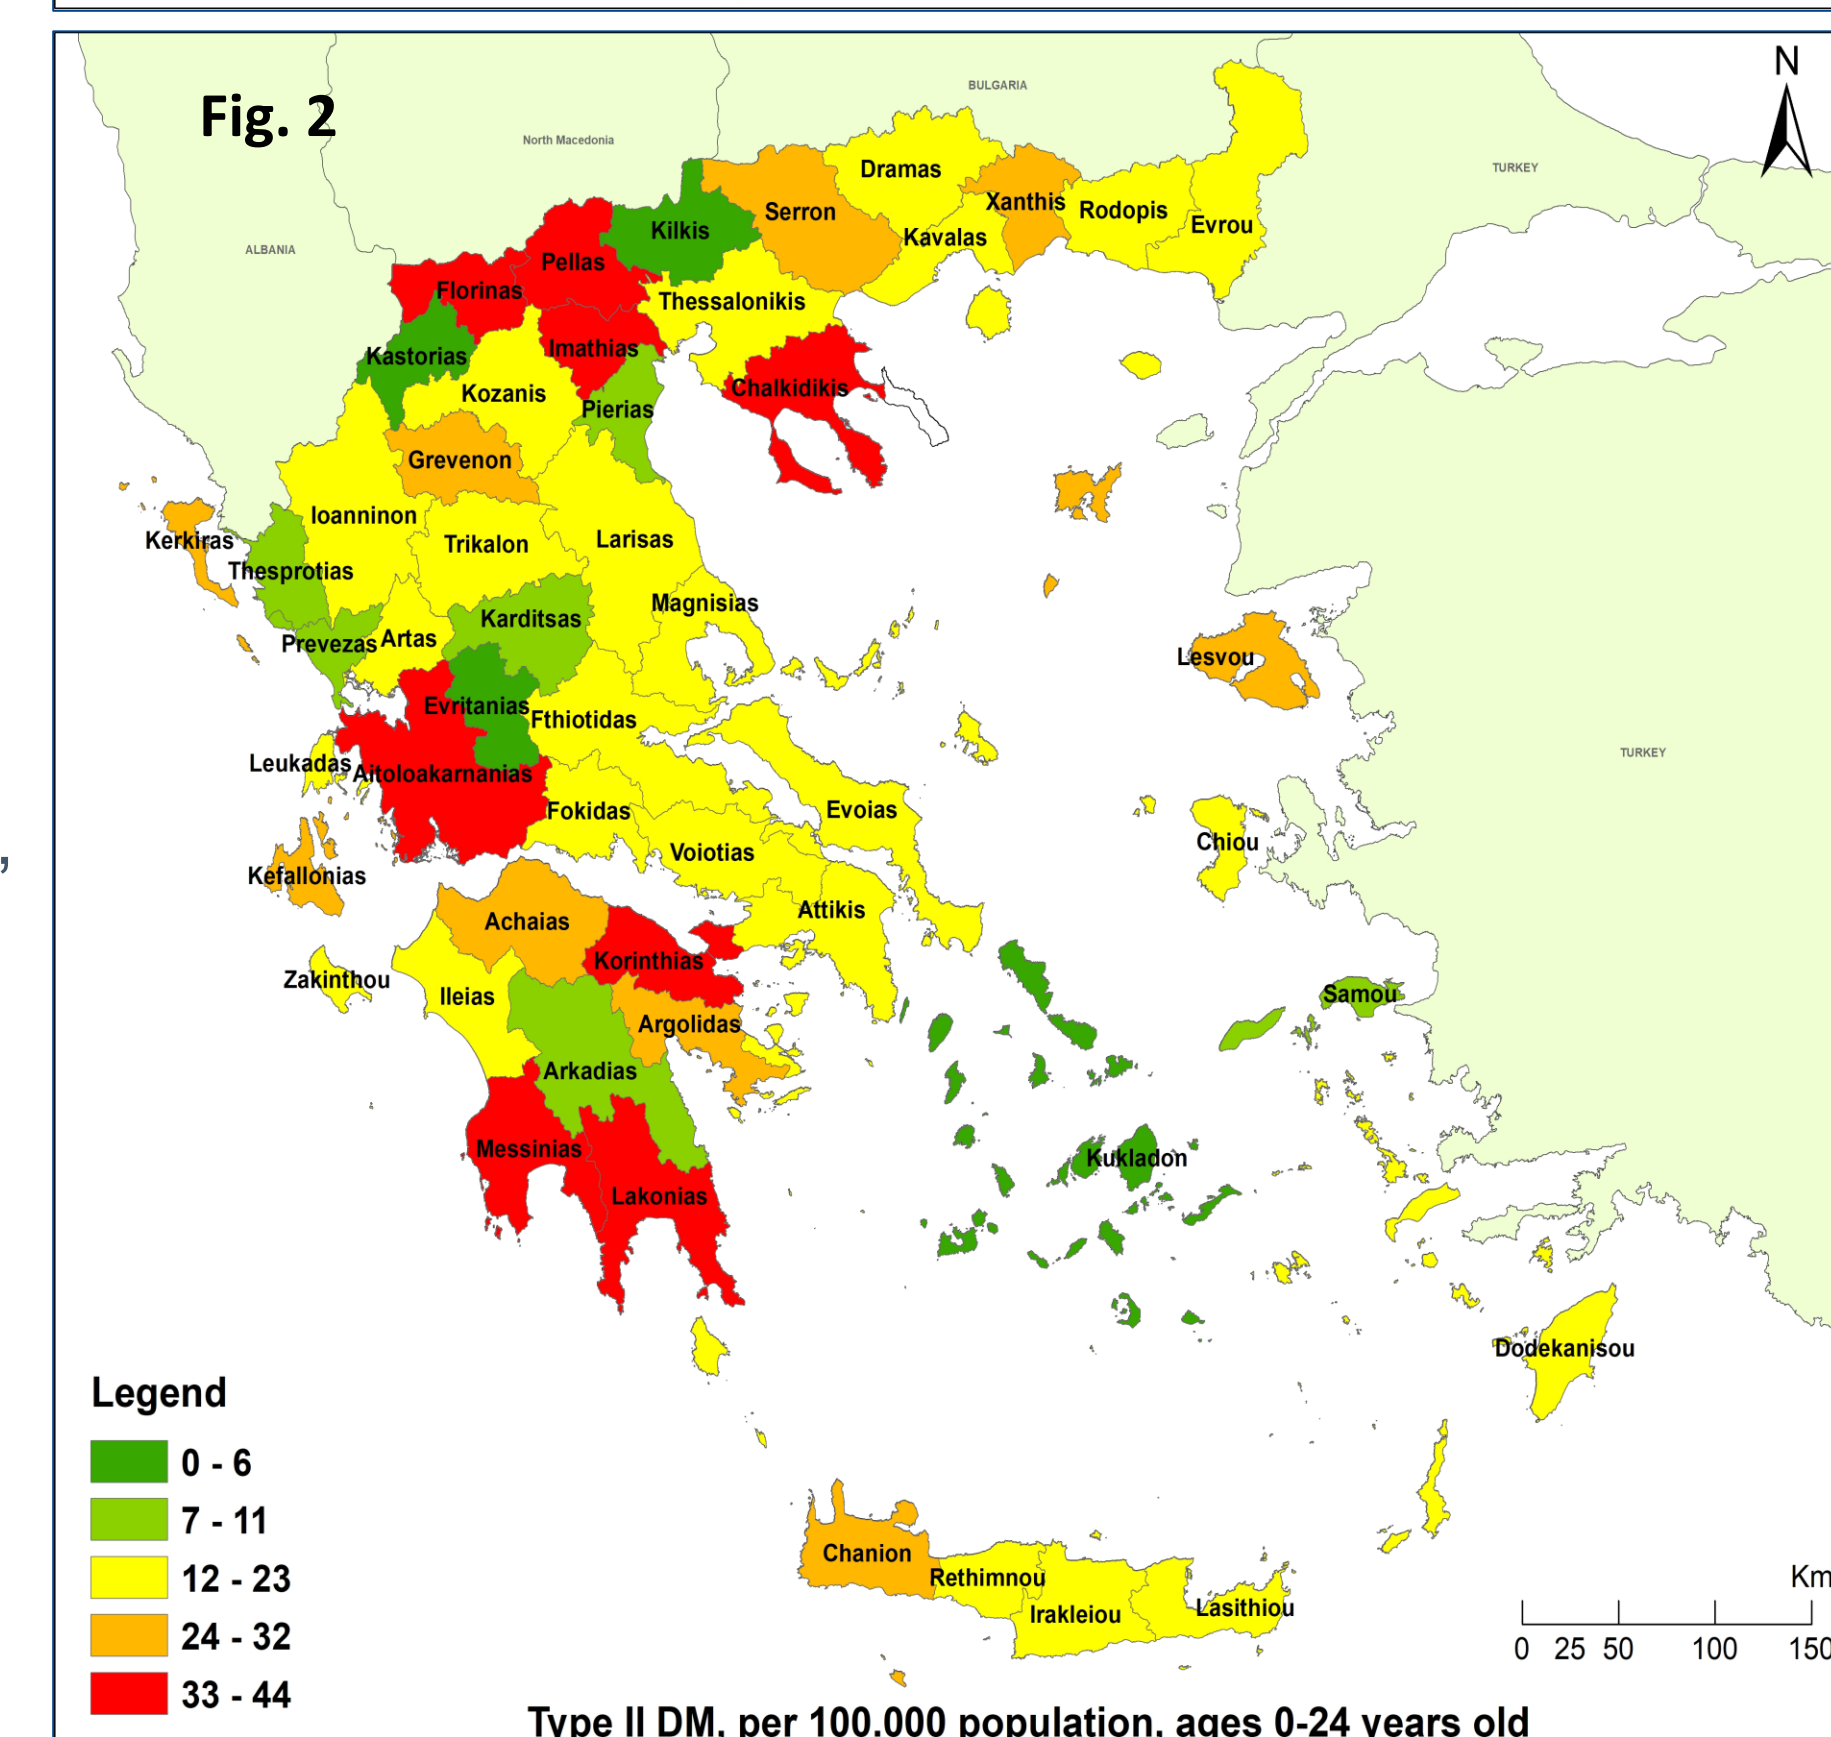 Fig. 2
N
BULGARIA
North Macedonia
TURKEY
ALBANIA
Dramas
Xanthis
Serron
Rodopis
Evrou
Kilkis
Kavalas
Pellas
Florinas
Thessalonikis
Imathias
Kastorias
Chalkidikis
Kozanis
Pierias
Grevenon
Ioanninon
Kerkiras
Trikalon
Larisas
Thesprotias
Magnisias
Karditsas
Prevezas
Artas
Lesvou
Evritanias
Fthiotidas
TURKEY
Leukadas
Aitoloakarnanias
Fokidas
Evoias
Chiou
Voiotias
Kefallonias
Attikis
Achaias
Korinthias
Zakinthou
Ileias
Samou
Argolidas
Arkadias
Messinias
Kukladon
Lakonias
Dodekanisou
Chanion
Rethimnou
Irakleiou
Lasithiou
Legend
0 - 6
7 - 11
12 - 23
24 - 32
33 - 44
Km
0 25 50 100 150
Type II DM, per 100.000 population, ages 0-24 years old
,